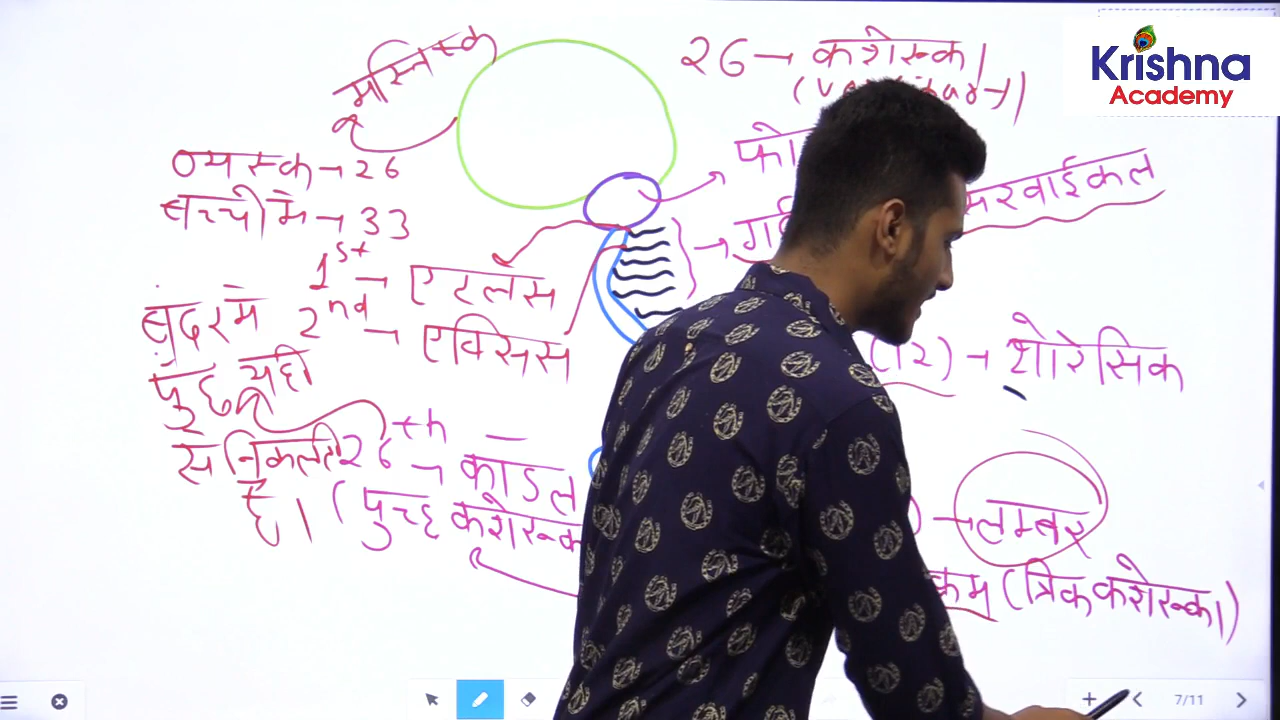 Krishna
Academy
मस्तिष्क
26 → कशेरूका
व्यस्क → 26
बच्चो में → 33
सरवाईकल
1st → एटलस
2nd → एक्सिस
बंदर में
पुंछ यही
से निकलती
है।
(12) → थोरेसिक
26th → कॉडल
(पुच्छ कशेरूका
→ लम्बर
(त्रिक कशेरूका)
7/11